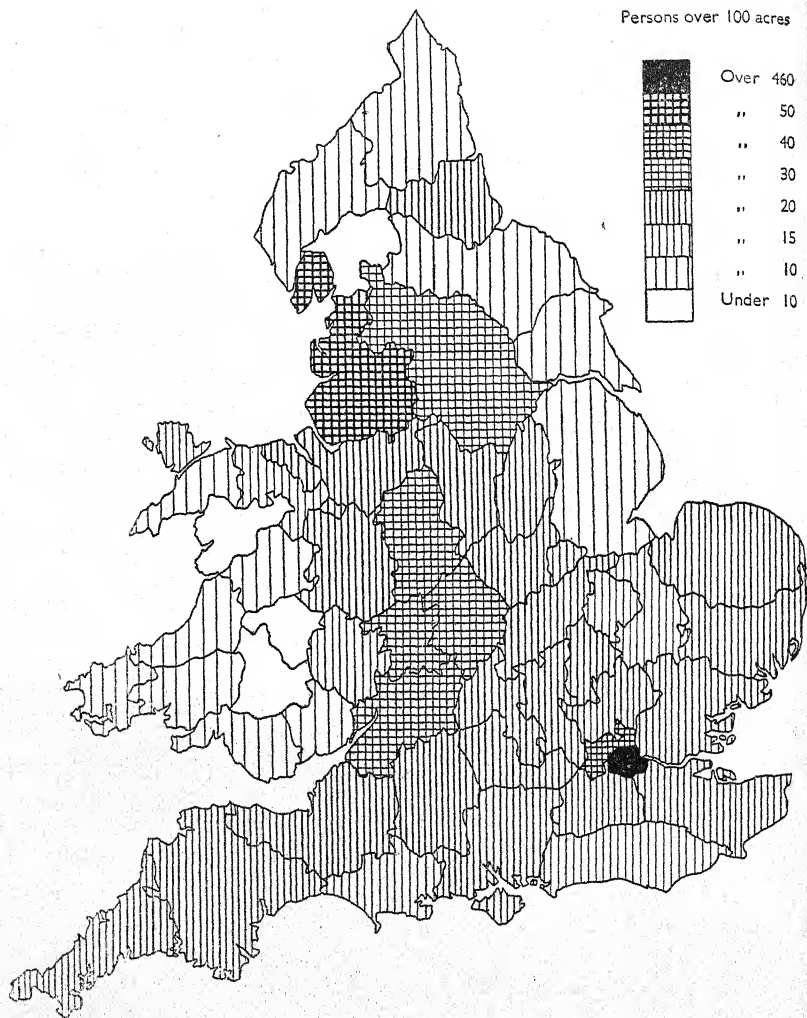 Persons over 100 acres
Over 460
,, 50
,, 40
,, 30
,, 20
,, 15
,, 10
Under 10